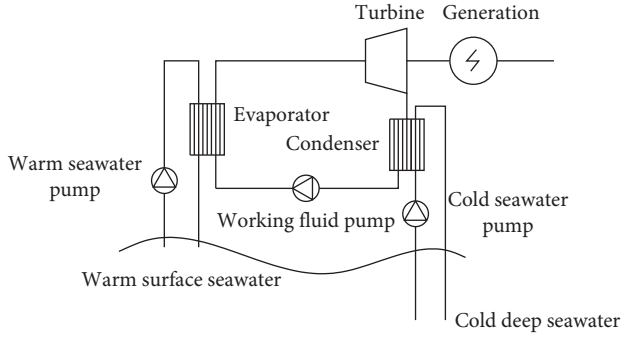 Turbine Generation
Evaporator
Condenser
Warm seawater
pump
Working fluid pump
Cold seawater
pump
Warm surface seawater
Cold deep seawater